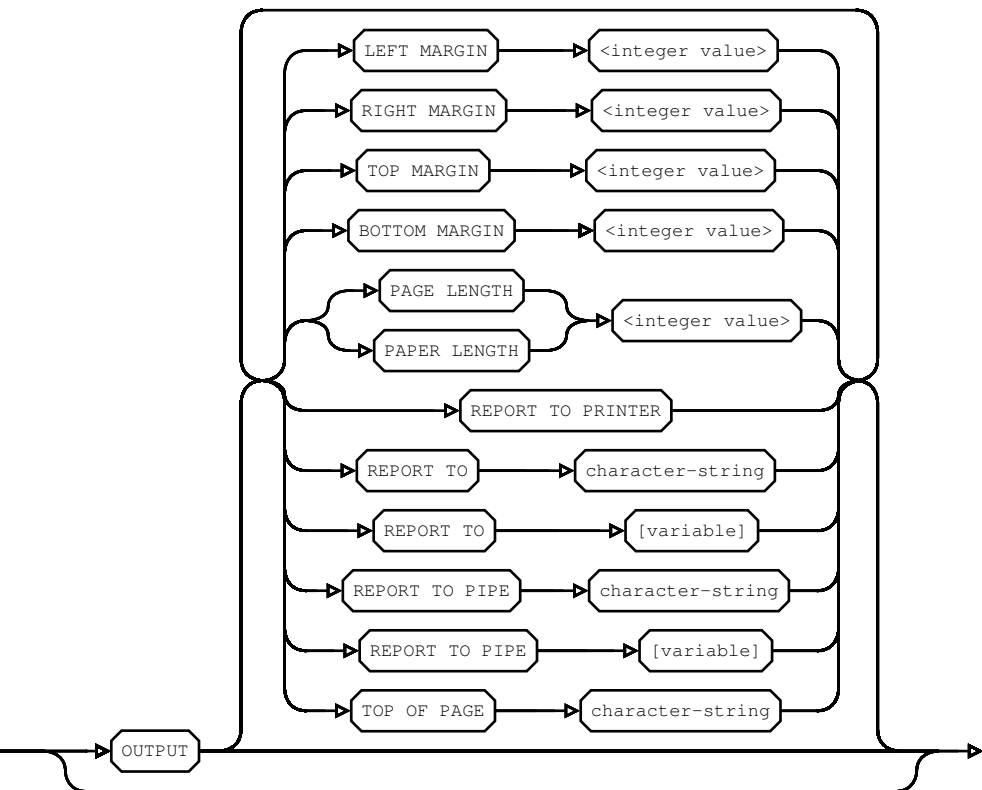 LEFT MARGIN <integer value>
RIGHT MARGIN <integer value>
TOP MARGIN <integer value>
BOTTOM MARGIN <integer value>
PAGE LENGTH
<integer value>
PAPER LENGTH
REPORT TO PRINTER
REPORT TO character-string
REPORT TO [variable]
REPORT TO PIPE character-string
REPORT TO PIPE [variable]
TOP OF PAGE character-string
OUTPUT